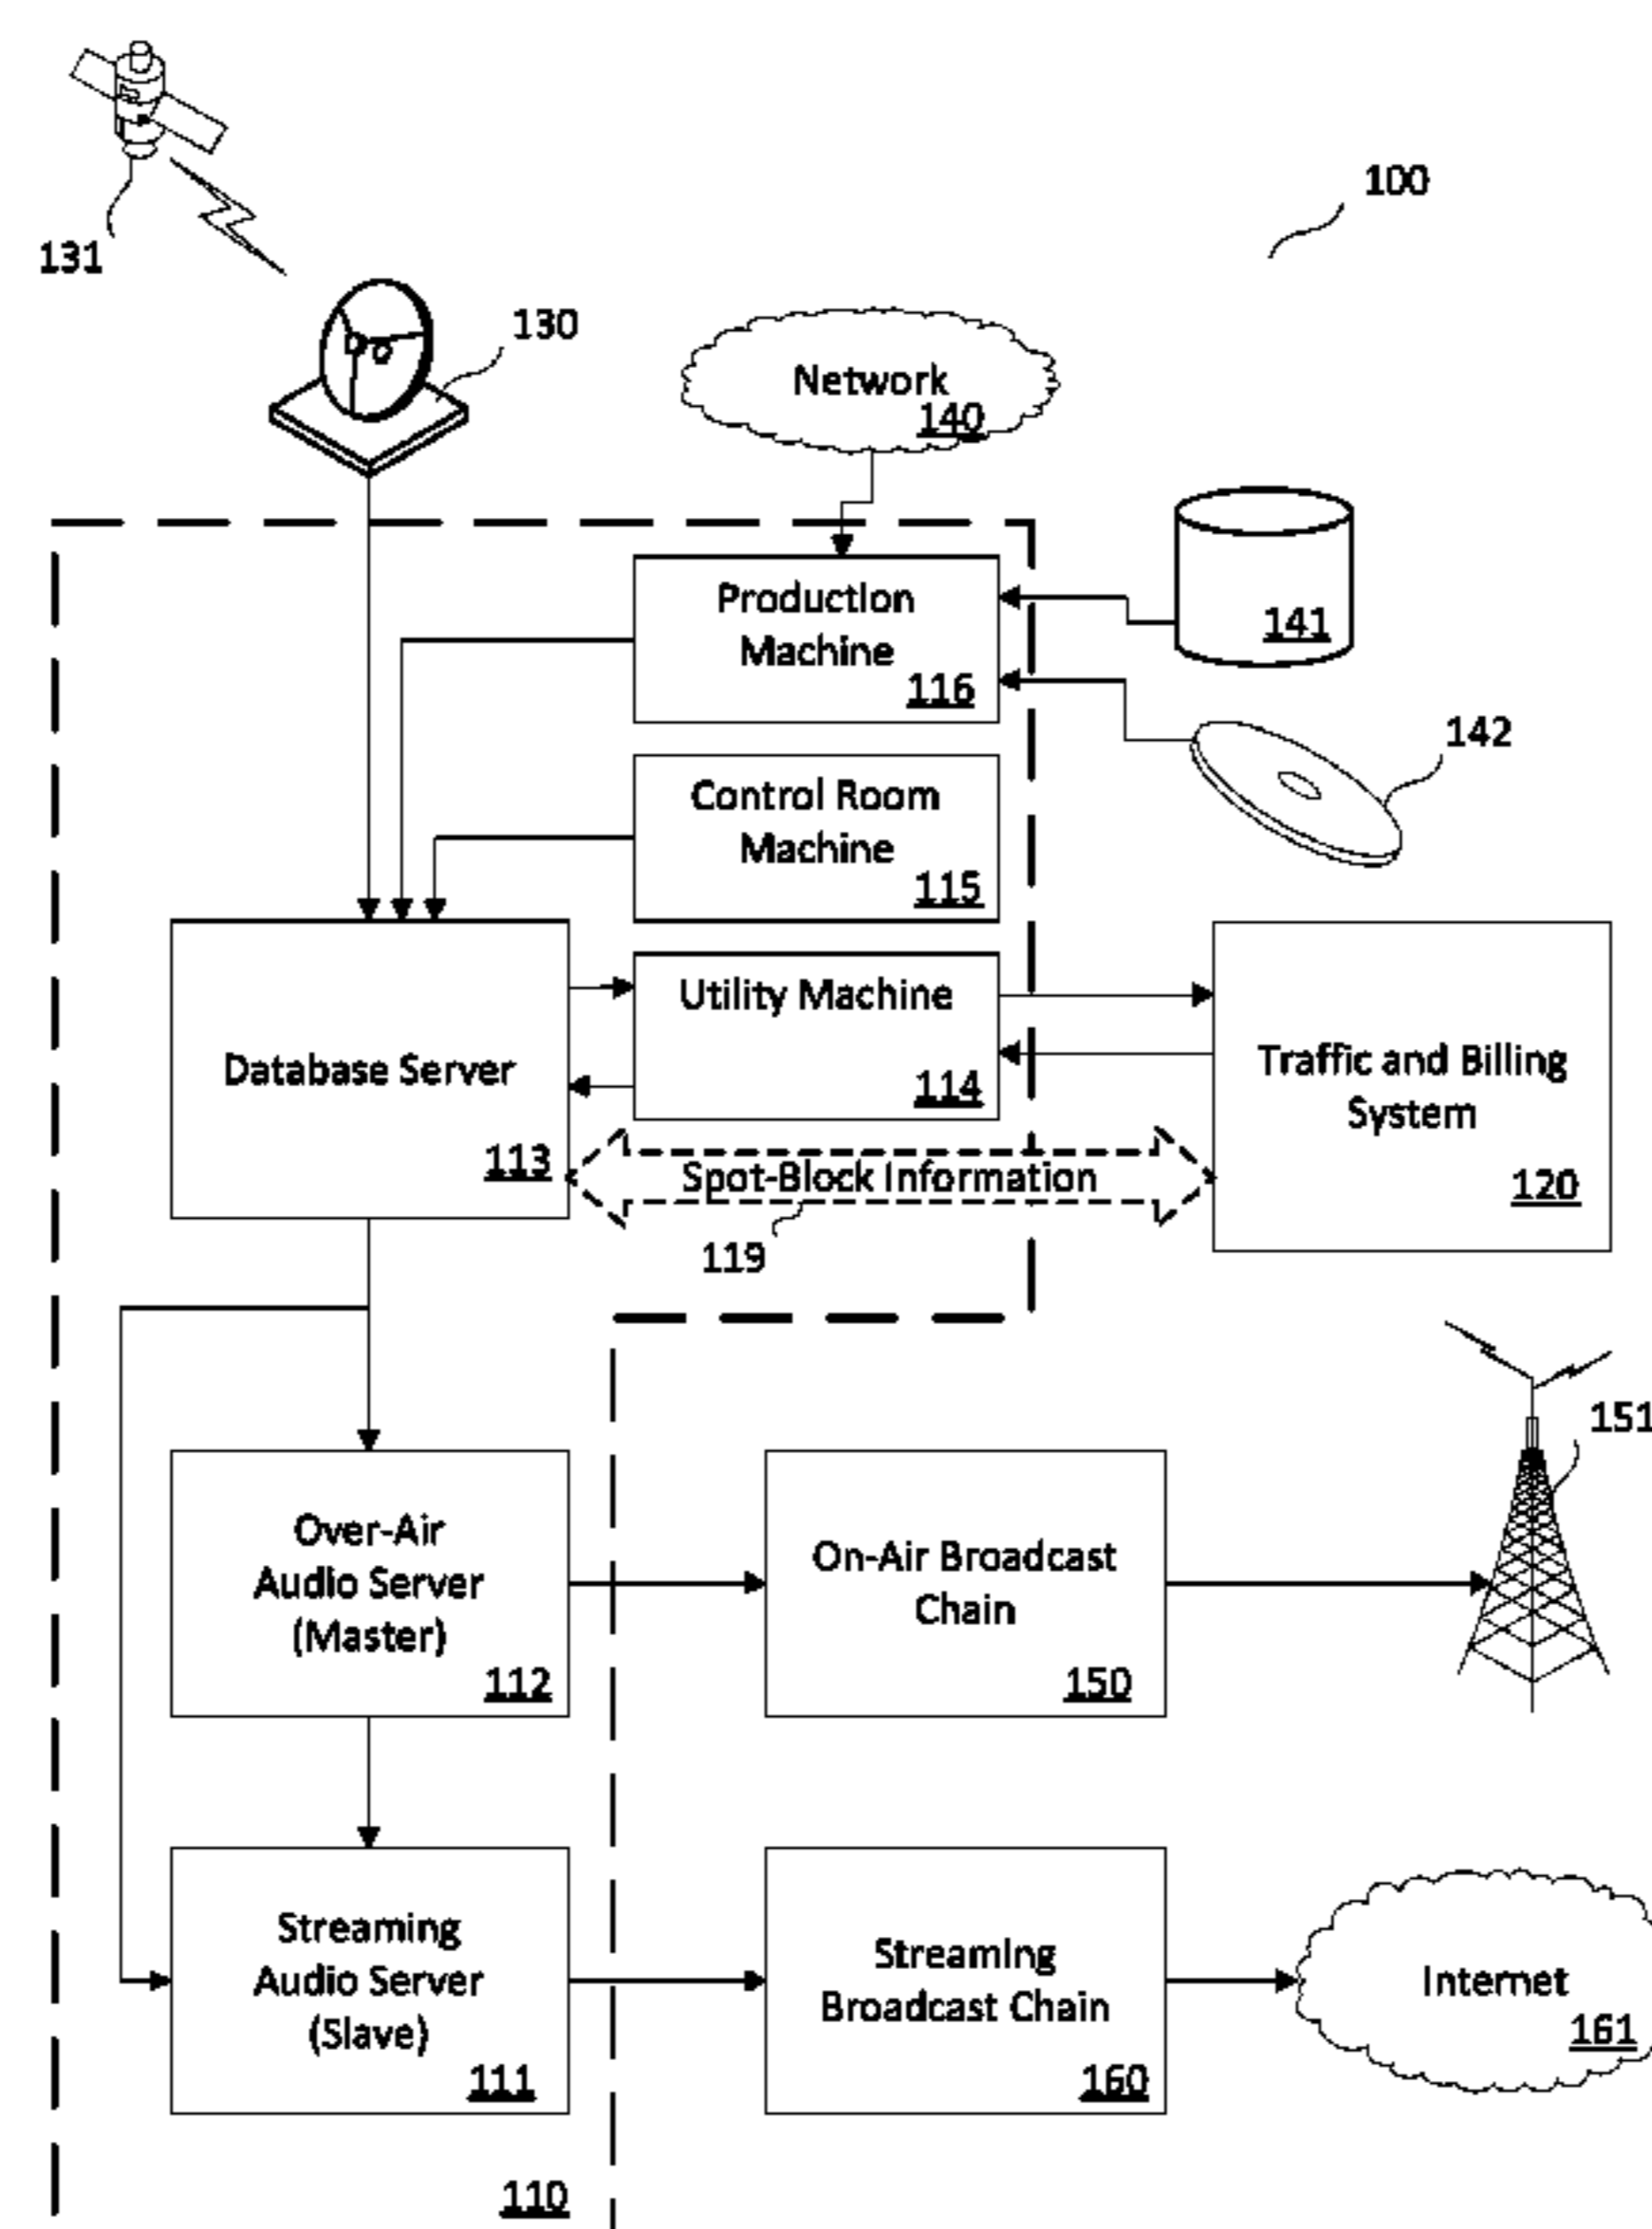 100
131
130
Network
140
Production
Machine
116
141
142
Control Room
Machine
115
Utility Machine
114
Database Server
113
Traffic and Billing
System
120
Spot-Block Information
119
151
Over-Air
Audio Server
(Master)
112
On-Air Broadcast
Chain
150
Streaming
Audio Server
(Slave)
111
Streaming
Broadcast Chain
160
Internet
161
110